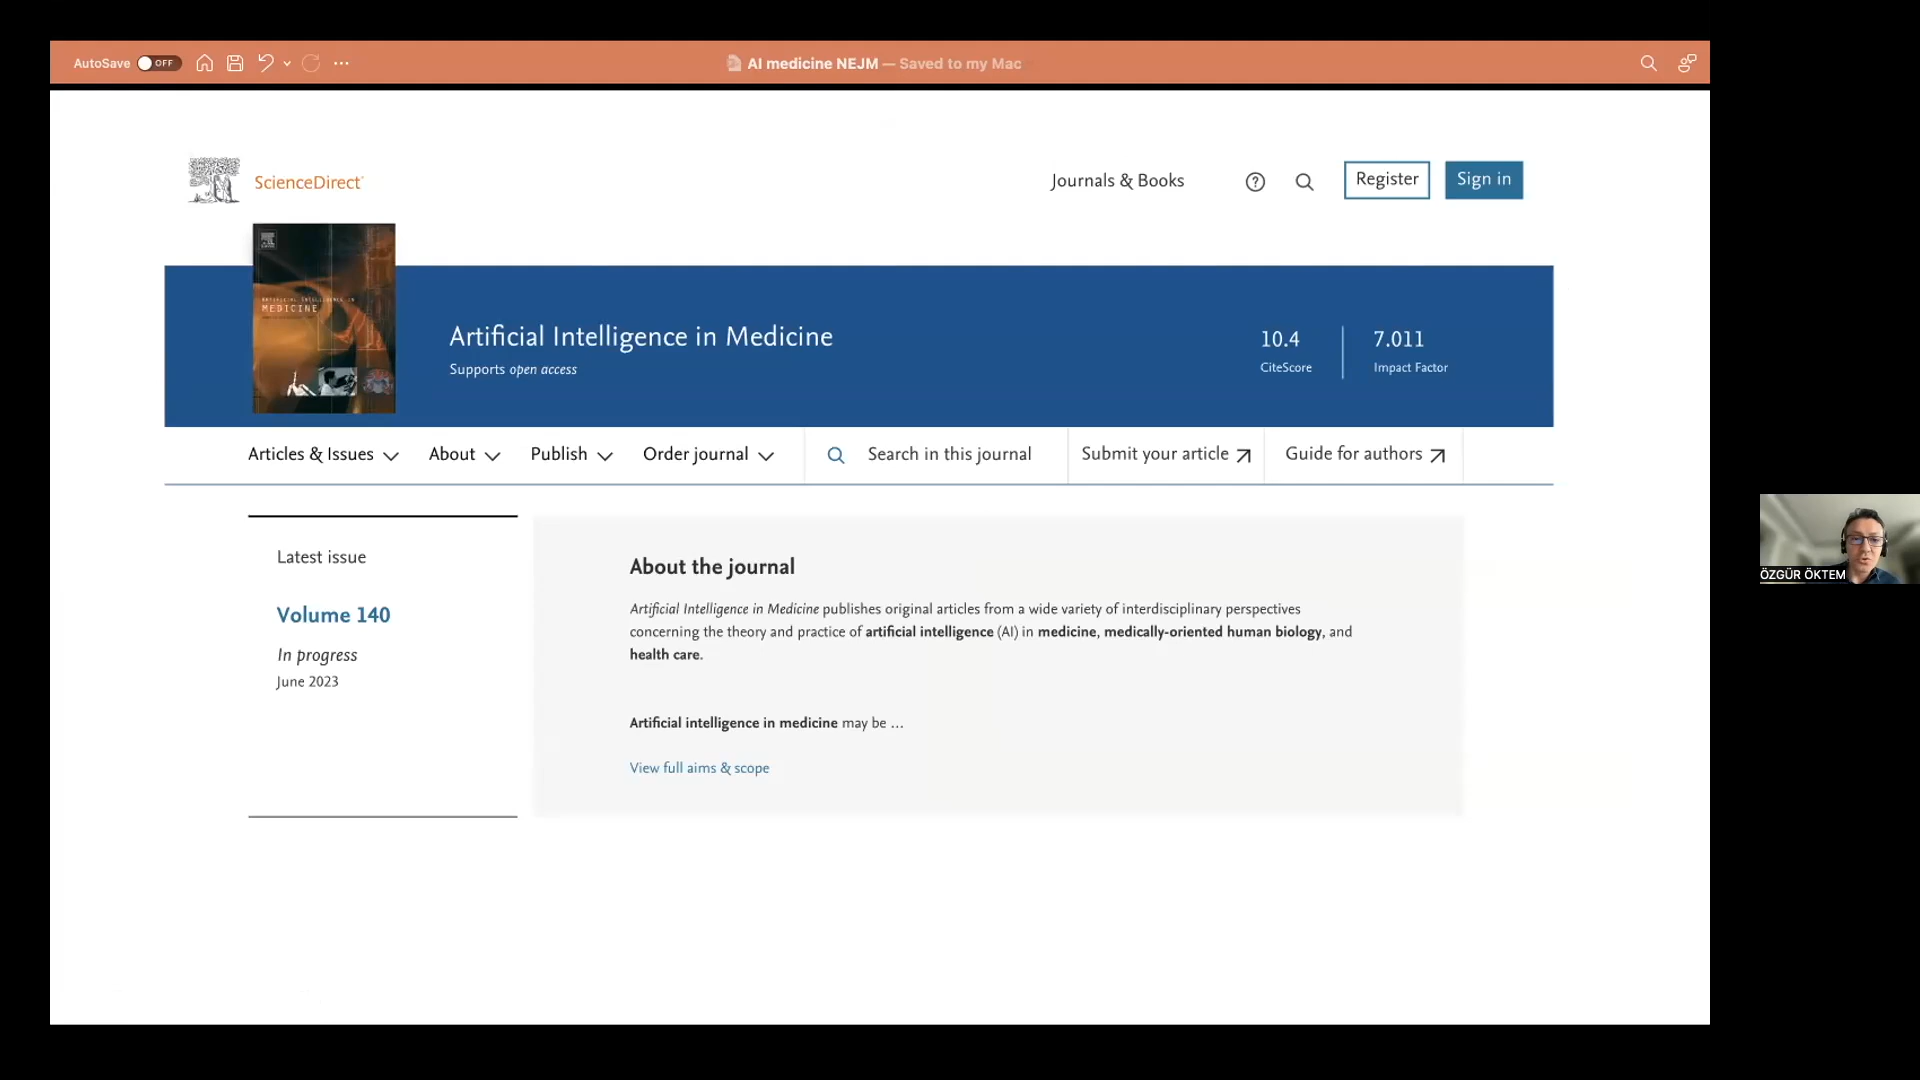 AutoSave OFF
AI medicine NEJM — Saved to my Mac
ScienceDirect
Journals & Books
Register
Sign in
ARTIFICIAL INTELLIGENCE IN
MEDICINE
Artificial Intelligence in Medicine
Supports open access
10.4
CiteScore
7.011
Impact Factor
Articles & Issues
About
Publish
Order journal
Search in this journal
Submit your article
Guide for authors
Latest issue
Volume 140
In progress
June 2023
About the journal
Artificial Intelligence in Medicine publishes original articles from a wide variety of interdisciplinary perspectives
concerning the theory and practice of artificial intelligence (AI) in medicine, medically-oriented human biology, and
health care.
Artificial intelligence in medicine may be ...
View full aims & scope
ÖZGÜR ÖKTEM